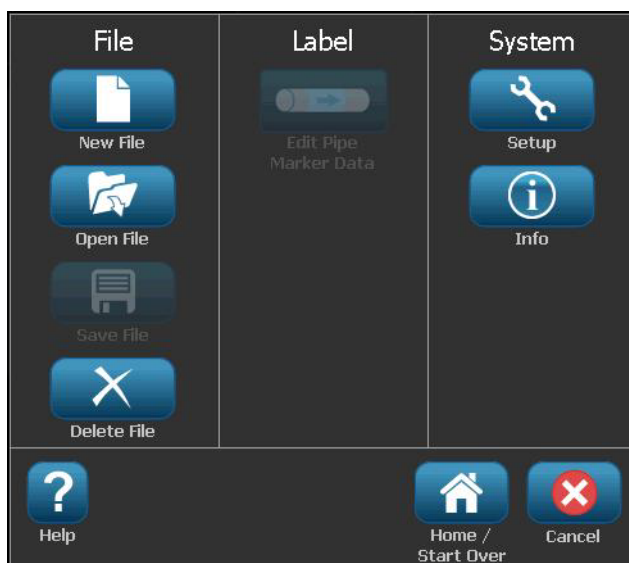 File
New File
Open File
Save File
Delete File
Label
Edit Pipe
Marker Data
System
Setup
Info
?
Help
Home /
Start Over
Cancel